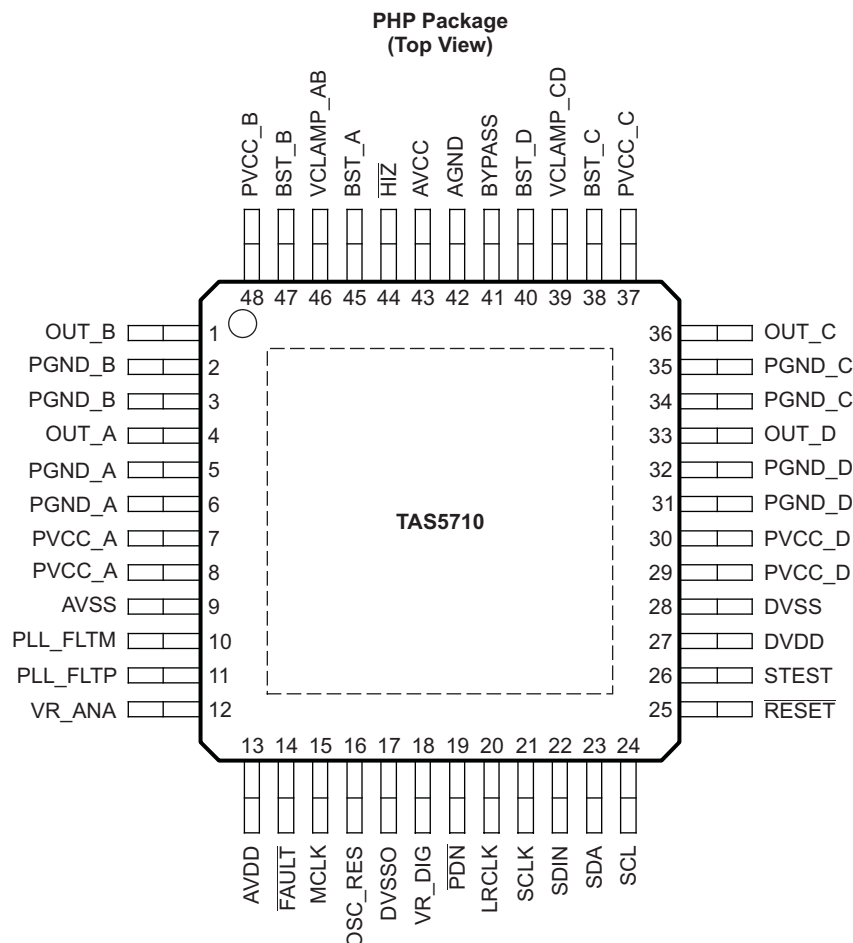 PHP Package
(Top View)
PVCC_B
BST_B
VCLAMP_AB
BST_A
HIZ
AVCC
AGND
BYPASS
BST_D
VCLAMP_CD
BST_C
PVCC_C
48 47 46 45 44 43 42 41 40 39 38 37
OUT_B 1
PGND_B 2
PGND_B 3
OUT_A 4
PGND_A 5
PGND_A 6
PVCC_A 7
PVCC_A 8
AVSS 9
PLL_FLTM 10
PLL_FLTP 11
VR_ANA 12
TAS5710
36 OUT_C
35 PGND_C
34 PGND_C
33 OUT_D
32 PGND_D
31 PGND_D
30 PVCC_D
29 PVCC_D
28 DVSS
27 DVDD
26 STEST
25 RESET
13 14 15 16 17 18 19 20 21 22 23 24
AVDD
FAULT
MCLK
OSC_RES
DVSSO
VR_DIG
PDN
LRCLK
SCLK
SDIN
SDA
SCL